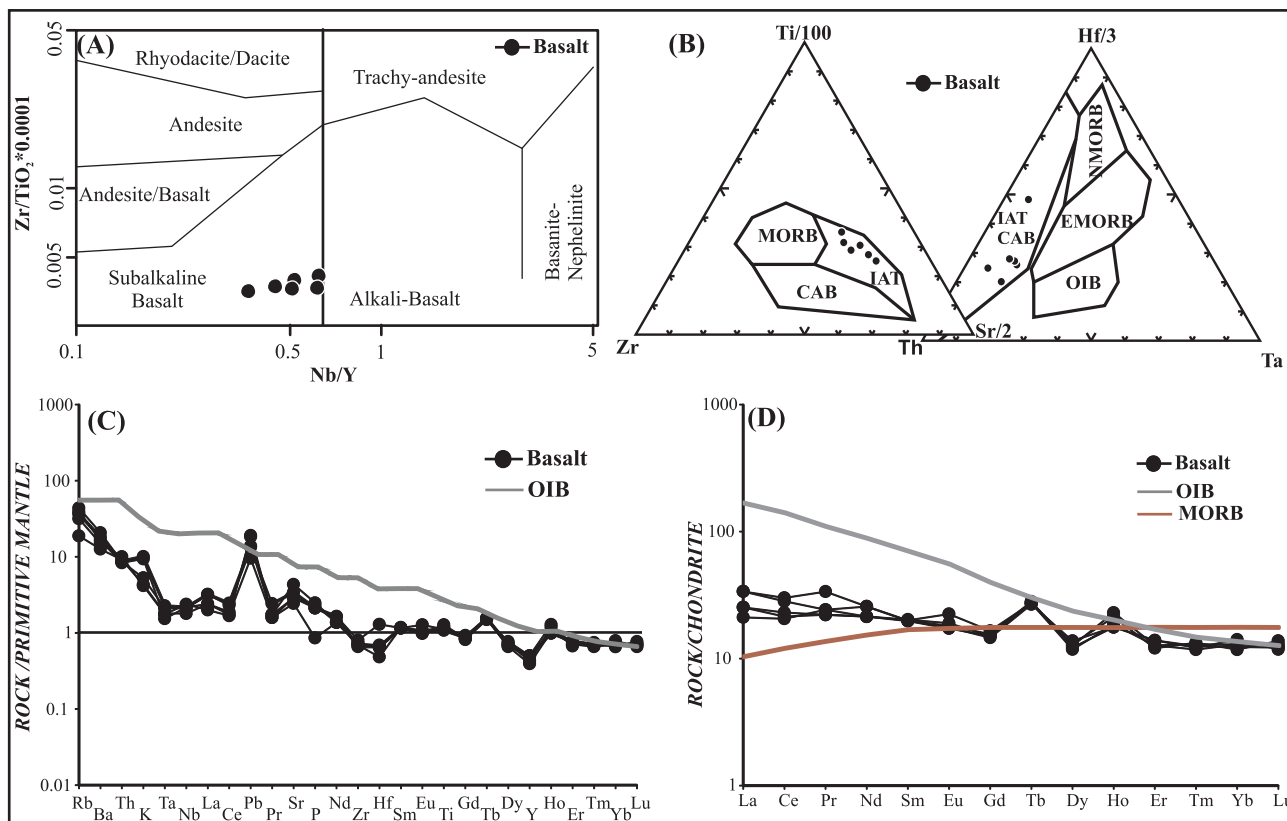 (A)
Basalt
0.05
0.01
0.005
Zr/TiO2*0.0001
Rhyodacite/Dacite
Trachy-andesite
Andesite
Andesite/Basalt
Subalkaline
Basalt
Alkali-Basalt
Basanite-
Nephelinite
0.1
0.5
1
5
Nb/Y
(B)
Ti/100
Basalt
MORB
IAT
CAB
Zr
Sr/2
Hf/3
NMORB
IAT
CAB
EMORB
OIB
Th
Ta
(C)
Basalt
OIB
1000
100
10
1
0.1
0.01
ROCK /PRIMITIVE MANTLE
Rb Ba Th K Ta Nb La Ce Pb Pr Sr P Nd Zr Hf Sm Eu Ti Gd Tb Dy Y Ho Er Tm Yb Lu
(D)
Basalt
OIB
MORB
1000
100
10
1
ROCK/CHONDRITE
La Ce Pr Nd Sm Eu Gd Tb Dy Ho Er Tm Yb Lu